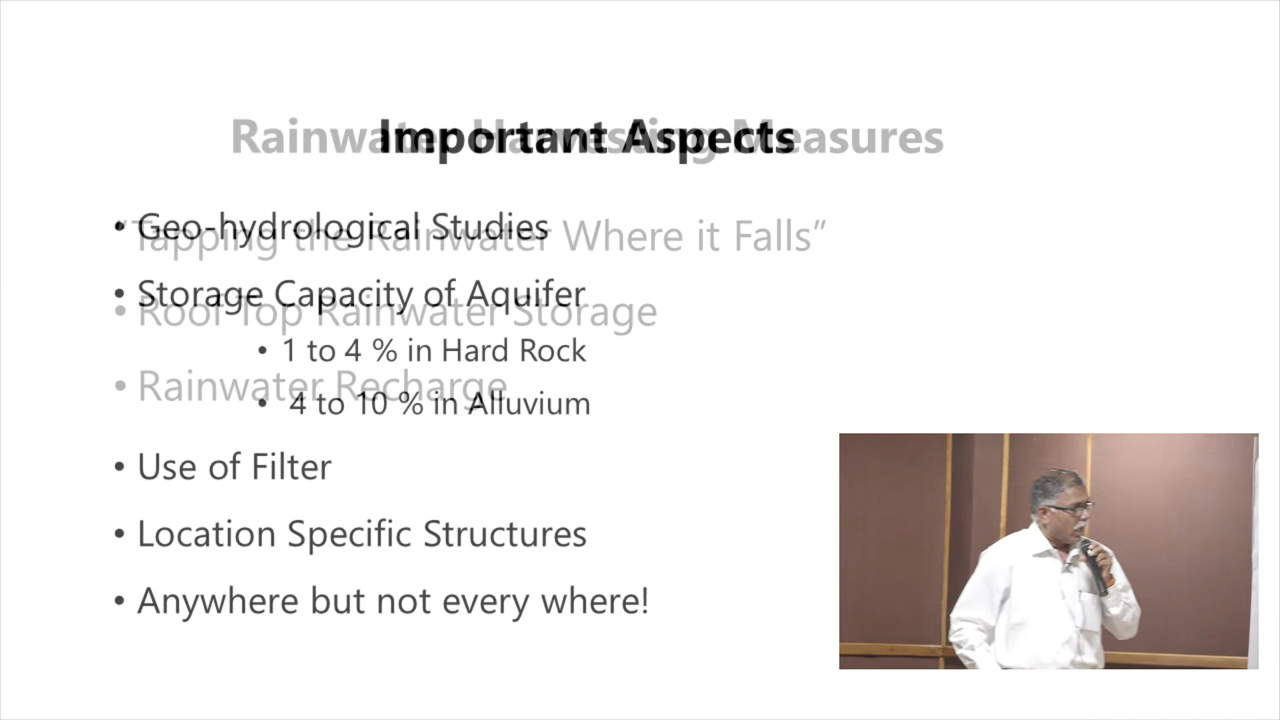 Rainwater Harvesting Measures
Important Aspects
• Geo-hydrological Studies
"Tapping the Rainwater Where it Falls”
• Storage Capacity of Aquifer
• Roof Top Rainwater Storage
• 1 to 4 % in Hard Rock
• Rainwater Recharge
• 4 to 10 % in Alluvium
• Use of Filter
• Location Specific Structures
• Anywhere but not every where!